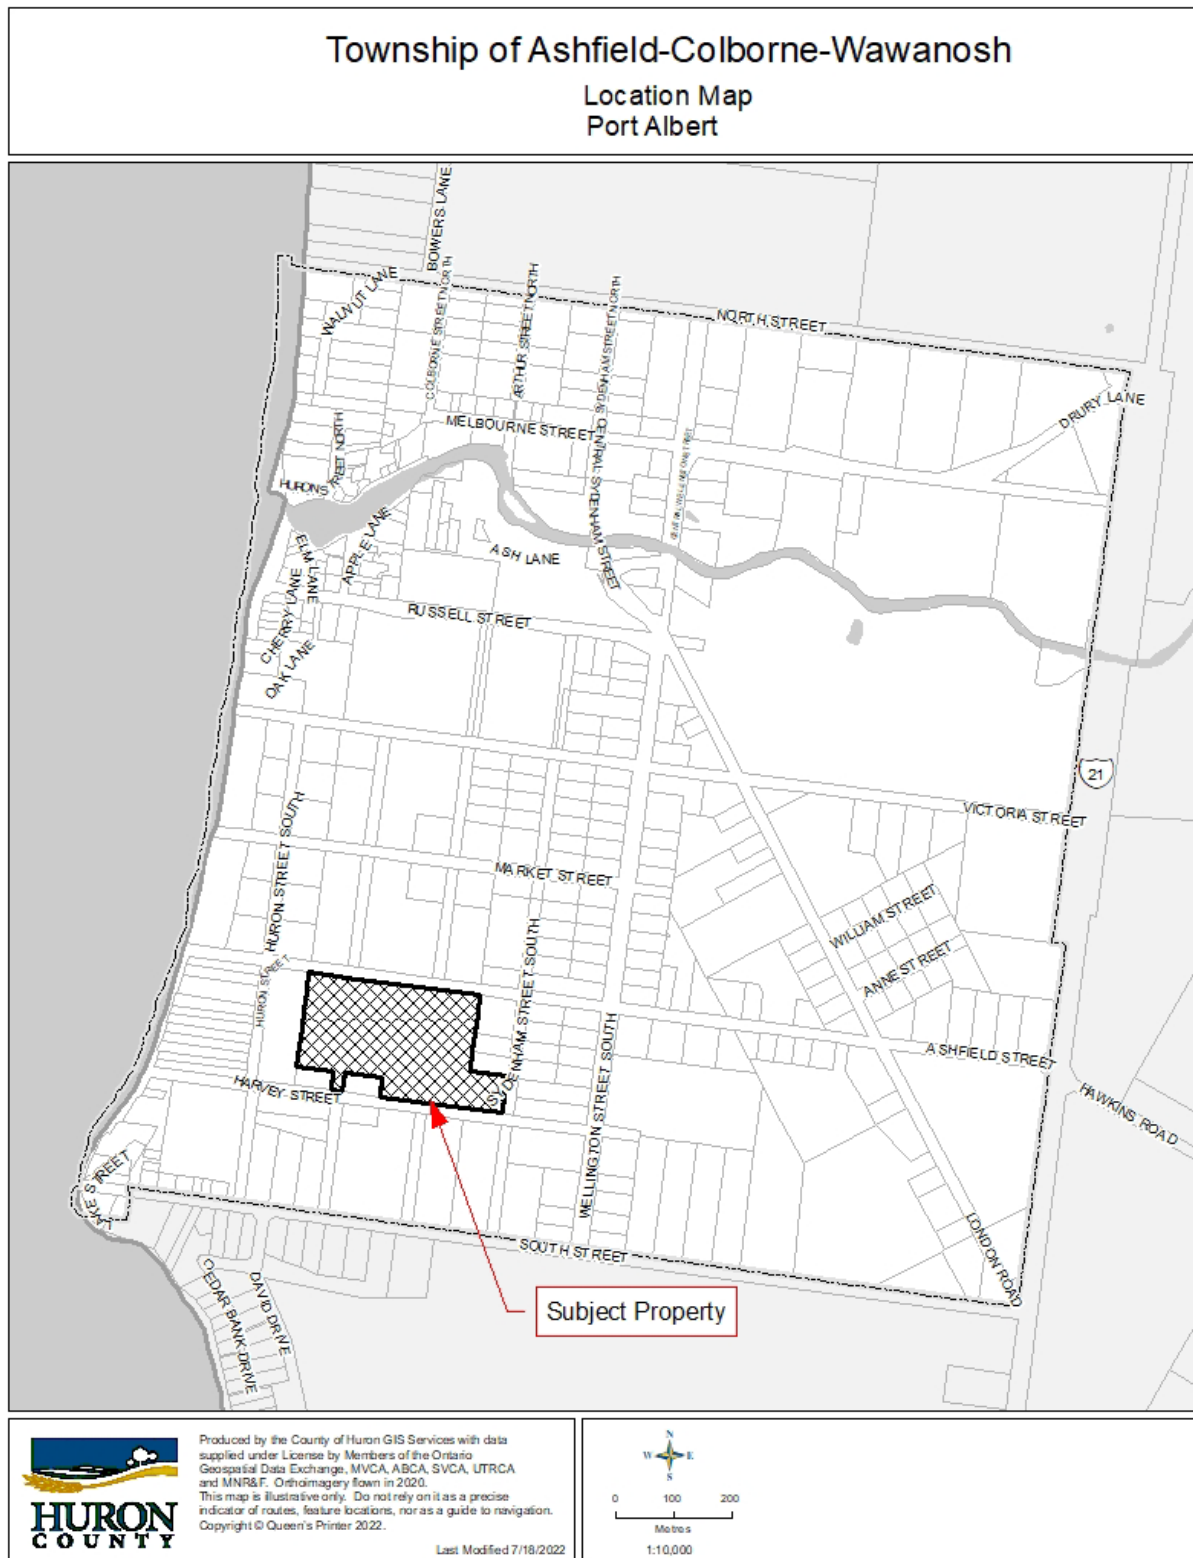 Township of Ashfield-Colborne-Wawanosh
Location Map
Port Albert
BOWERS LANE
WALNUT LANE
COLBORNE STREET NORTH
ARTHUR STREET NORTH
SYDENHAM STREET NORTH
NORTH STREET
DRURY LANE
MELBOURNE STREET
CENTRAL SYDENHAM STREET
HURON STREET NORTH
APPLE LANE
ELM LANE
ASH LANE
CHERRY LANE
RUSSELL STREET
OAK LANE
21
VICTORIA STREET
HURON STREET SOUTH
MARKET STREET
WILLIAM STREET
ANNE STREET
SYDENHAM STREET SOUTH
HURON STREET
ASHFIELD STREET
WELLINGTON STREET SOUTH
HARVEY STREET
HAWKINS ROAD
LAKE STREET
LONDON ROAD
SOUTH STREET
CEDAR BANK DRIVE
DAVID DRIVE
Subject Property
HURON
COUNTY
Produced by the County of Huron GIS Services with data
supplied under License by Members of the Ontario
Geospatial Data Exchange, MVCA, ABCA, SVCA, UTRCA
and MNR&F. Orthoimagery flown in 2020.
This map is illustrative only. Do not rely on it as a precise
indicator of routes, feature locations, nor as a guide to navigation.
Copyright © Queen's Printer 2022.
Last Modified 7/18/2022
N
W E
S
0 100 200
Metres
1:10,000